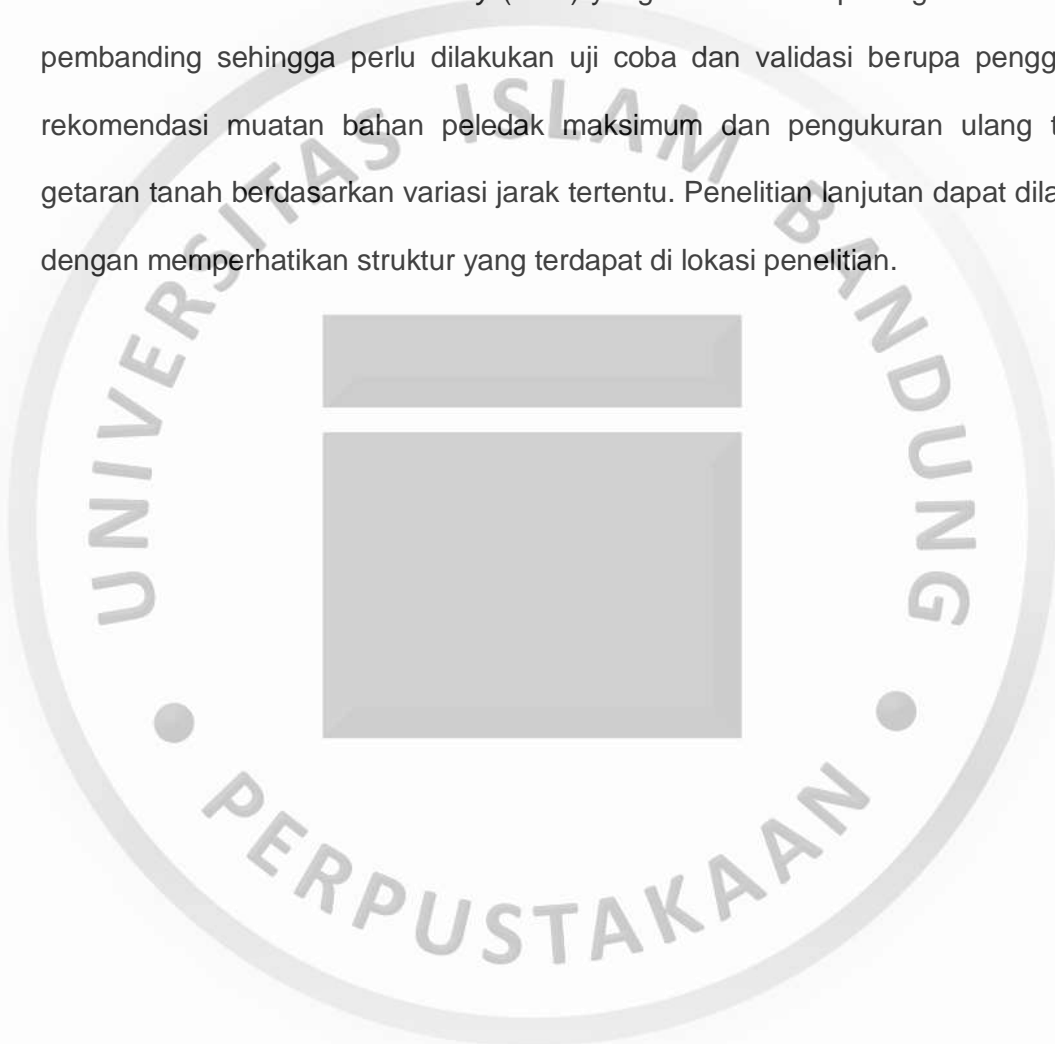 pembanding sehingga perlu dilakukan uji coba dan validasi berupa
rekomendasi muatan bahan peledak maksimum dan pengukuran ulang
getaran tanah berdasarkan variasi jarak tertentu. Penelitian lanjutan dapat
dengan memperhatikan struktur yang terdapat di lokasi penelitian.
UNIVERSITAS ISLAM BANDUNG
PERPUSTAKAAN